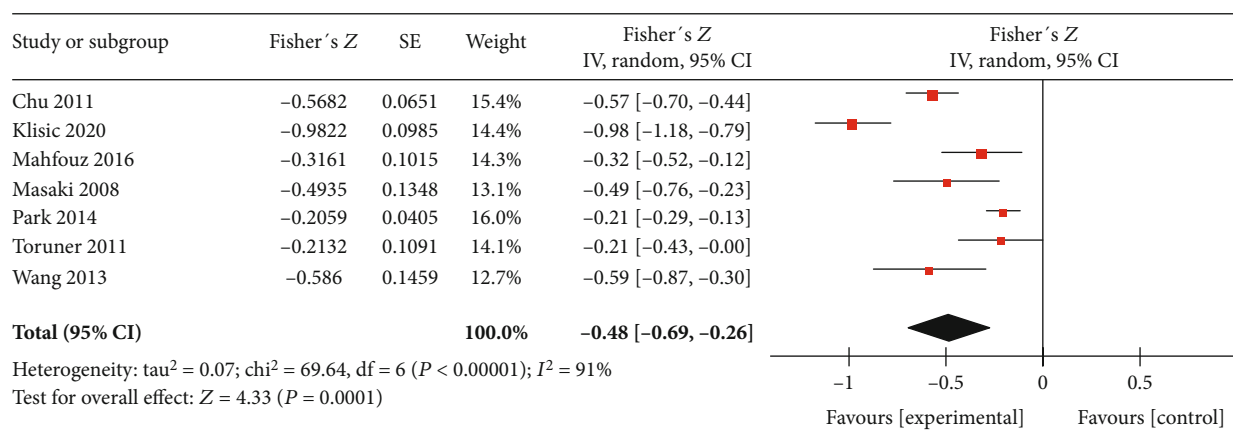 Study or subgroup Fisher´s Z SE Weight Fisher´s Z Fisher´s Z
IV, random, 95% CI IV, random, 95% CI
Chu 2011 –0.5682 0.0651 15.4% –0.57 [–0.70, –0.44]
Klisic 2020 –0.9822 0.0985 14.4% –0.98 [–1.18, –0.79]
Mahfouz 2016 –0.3161 0.1015 14.3% –0.32 [–0.52, –0.12]
Masaki 2008 –0.4935 0.1348 13.1% –0.49 [–0.76, –0.23]
Park 2014 –0.2059 0.0405 16.0% –0.21 [–0.29, –0.13]
Toruner 2011 –0.2132 0.1091 14.1% –0.21 [–0.43, –0.00]
Wang 2013 –0.586 0.1459 12.7% –0.59 [–0.87, –0.30]
Total (95% CI) 100.0% –0.48 [–0.69, –0.26]
Heterogeneity: tau² = 0.07; chi² = 69.64, df = 6 (P < 0.00001); I² = 91%
Test for overall effect: Z = 4.33 (P = 0.0001)
–1 –0.5 0 0.5
Favours [experimental] Favours [control]